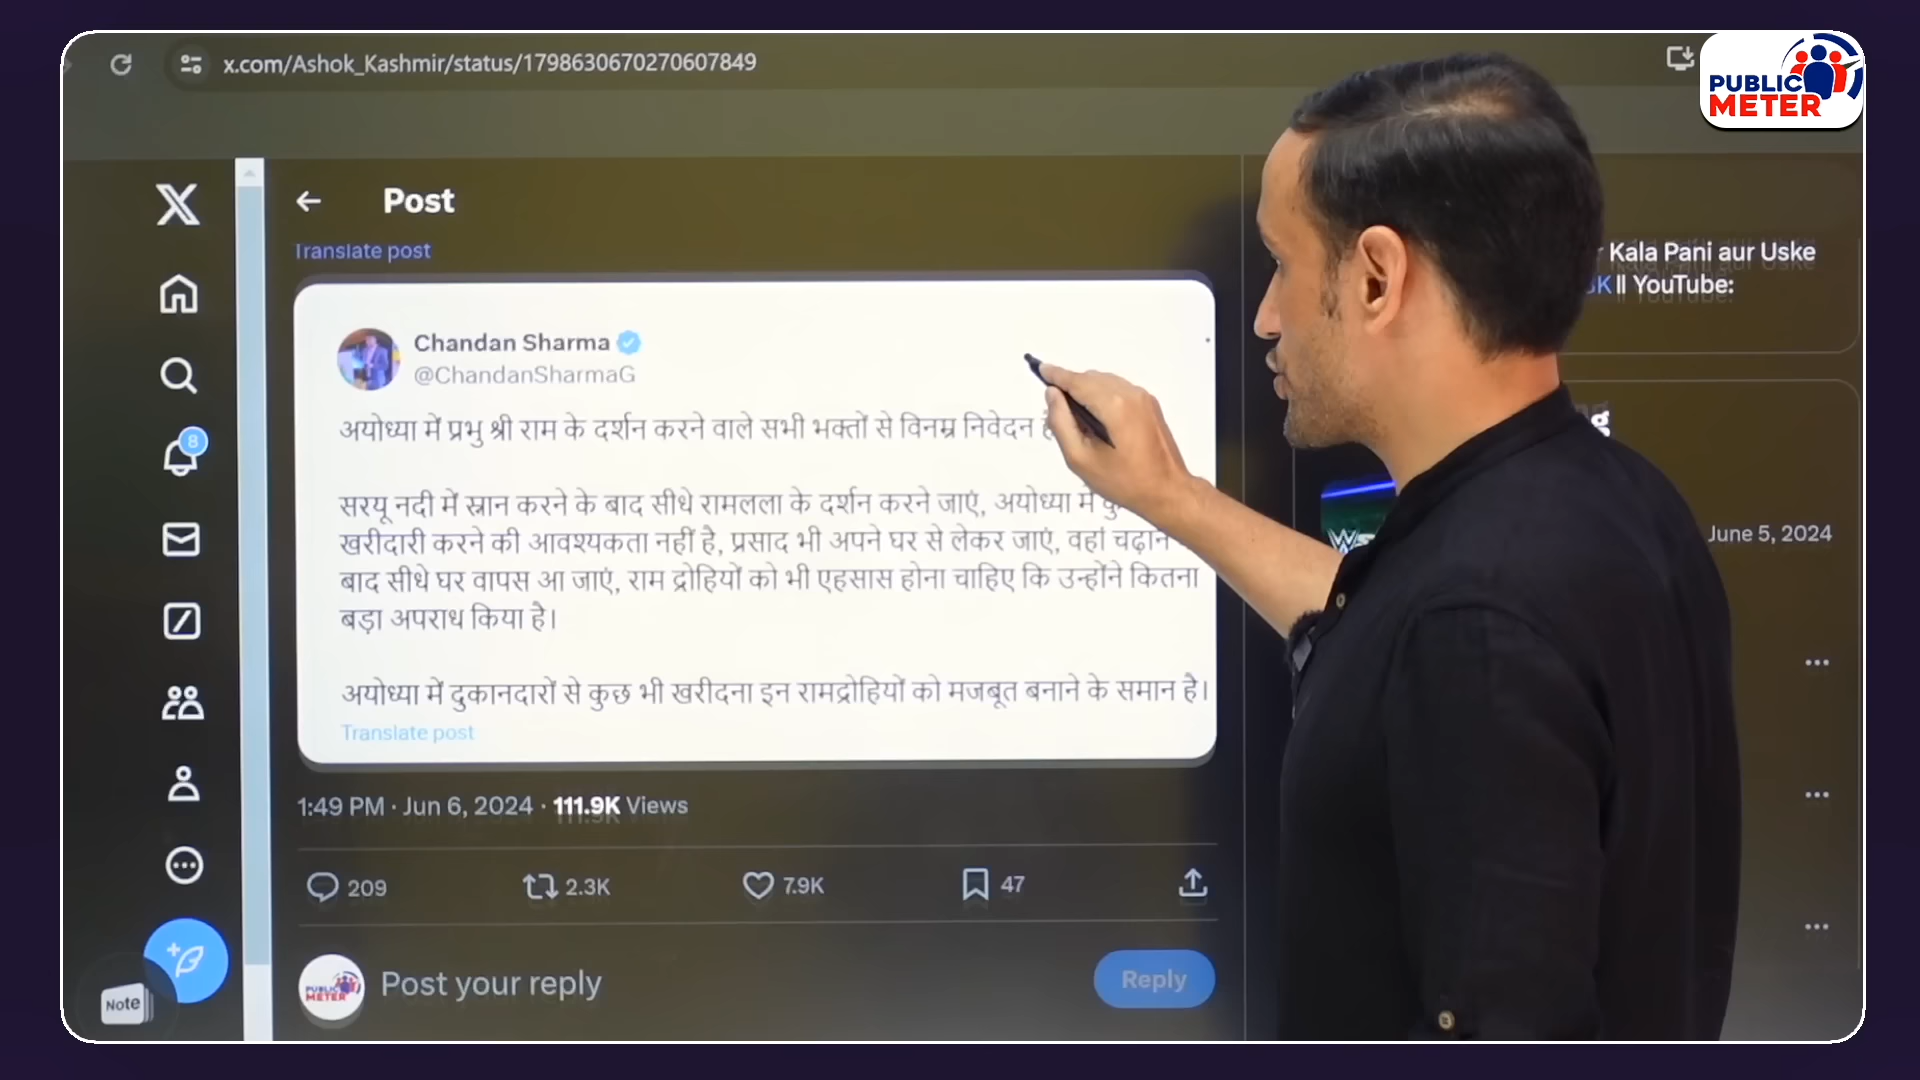 x.com/Ashok_Kashmir/status/1798630670270607849
PUBLIC
METER
Post
Translate post
Kala Pani aur Uske
K ll YouTube:
Chandan Sharma
@ChandanSharmaG
8
अयोध्या में प्रभु श्री राम के दर्शन करने वाले सभी भक्तों से विनम्र निवेदन
सरयू नदी में स्नान करने के बाद सीधे रामलला के दर्शन करने जाएं, अयोध्या में
खरीदारी करने की आवश्यकता नहीं है, प्रसाद भी अपने घर से लेकर जाएं, वहां चढ़ाने
बाद सीधे घर वापस आ जाएं, राम द्रोहियों को भी एहसास होना चाहिए कि उन्होंने कितना
बड़ा अपराध किया है।
June 5, 2024
अयोध्या में दुकानदारों से कुछ भी खरीदना इन रामद्रोहियों को मजबूत बनाने के समान है।
Translate post
1:49 PM · Jun 6, 2024 · 111.9K Views
209 2.3K 7.9K 47
PUBLIC
METER
Post your reply
Reply
Note